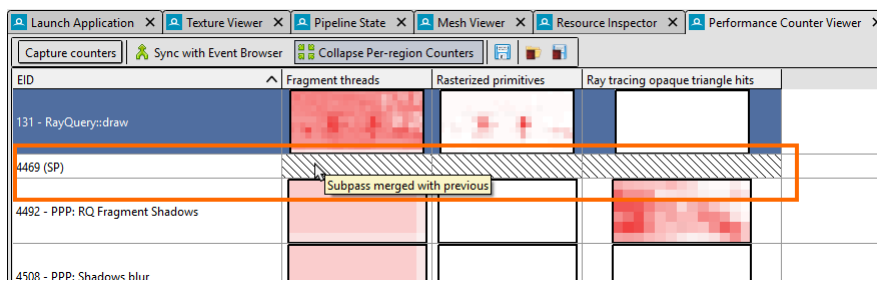 Launch Application X Texture Viewer X Pipeline State X Mesh Viewer X Resource Inspector X Performance Counter Viewer X
Capture counters Sync with Event Browser Collapse Per-region Counters
EID Fragment threads Rasterized primitives Ray tracing opaque triangle hits
131 - RayQuery::draw
4469 (SP)
Subpass merged with previous
4492 - PPP: RQ Fragment Shadows
4508 - PPP: Shadows blur